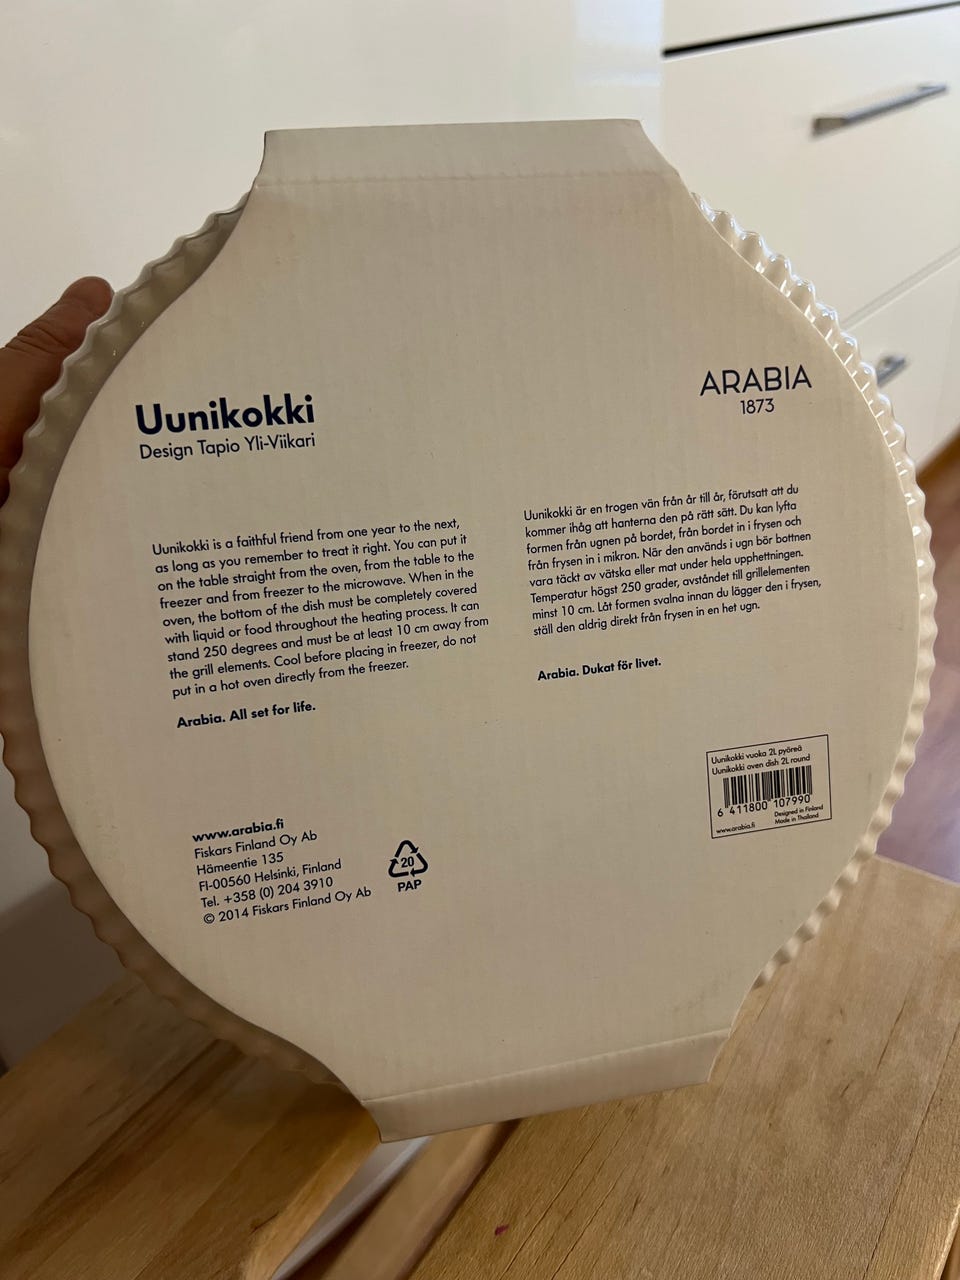 Uunikokki
Design Tapio Yli-Viikari
ARABIA
1873
Uunikokki is a faithful friend from one year to the next,
as long as you remember to treat it right. You can put it
on the table straight from the oven, from the table to the
freezer and from freezer to the microwave. When in the
oven, the bottom of the dish must be completely covered
with liquid or food throughout the heating process. It can
stand 250 degrees and must be at least 10 cm away from
the grill elements. Cool before placing in freezer, do not
put in a hot oven directly from the freezer.
Arabia. All set for life.
Uunikokki är en trogen vän från år till år, förutsatt att du
kommer ihåg att hanterna den på rätt sätt. Du kan lyfta
formen från ugnen på bordet, från bordet in i frysen och
från frysen in i mikron. När den används i ugn bör bottnen
vara täckt av vätska eller mat under hela upphettningen.
Temperatur högst 250 grader, avståndet till grillelementen
minst 10 cm. Låt formen svalna innan du lägger den i frysen,
ställ den aldrig direkt från frysen in en het ugn.
Arabia. Dukat för livet.
www.arabia.fi
Fiskars Finland Oy Ab
Hämeentie 135
FI-00560 Helsinki, Finland
Tel. +358 (0) 204 3910
© 2014 Fiskars Finland Oy Ab
20
PAP
Uunikokki vuoka 2L pyöreä
Uunikokki oven dish 2L round
6 411800 107990
Designed in Finland
Made in Thailand
www.arabia.fi